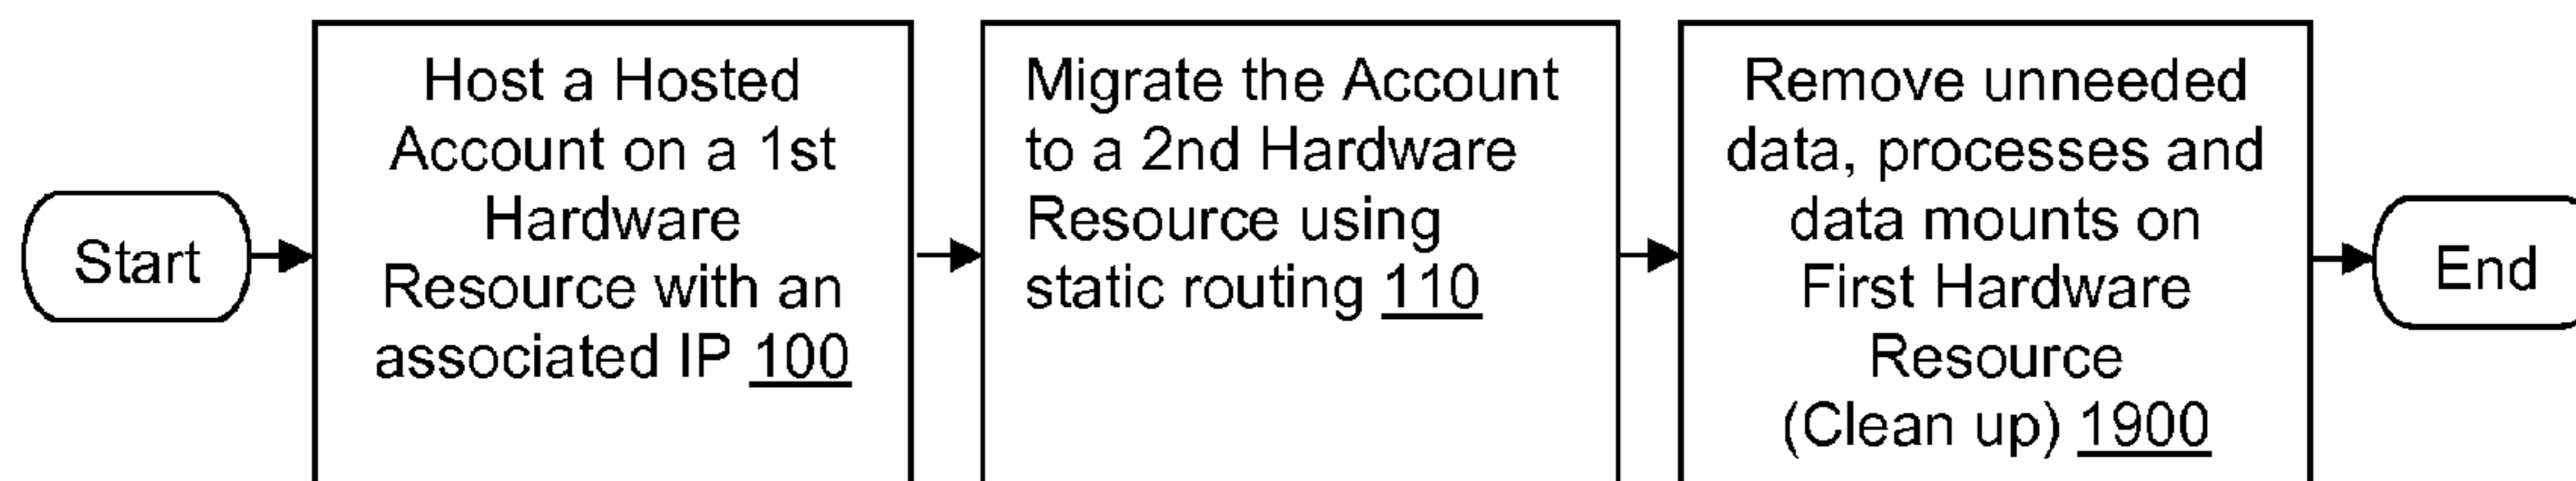 Start
Host a Hosted
Account on a 1st
Hardware
Resource with an
associated IP 100
Migrate the Account
to a 2nd Hardware
Resource using
static routing 110
Remove unneeded
data, processes and
data mounts on
First Hardware
Resource
(Clean up) 1900
End